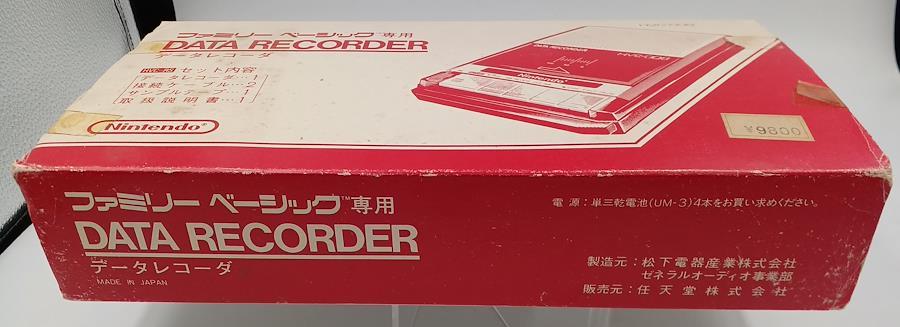 ファミリー ベーシック™専用
DATA RECORDER
データレコーダ
セット内容
データレコーダ…1
接続ケーブル…2
サンプルテープ…1
取扱説明書…1
Nintendo®
DATA RECORDER
Nintendo
¥9800
ファミリー ベーシック™専用
DATA RECORDER
データレコーダ
MADE IN JAPAN
電 源：単三乾電池(UM-3)4本をお買い求めください。
製造元：松下電器産業株式会社
ゼネラルオーディオ事業部
販売元：任天堂株式会社